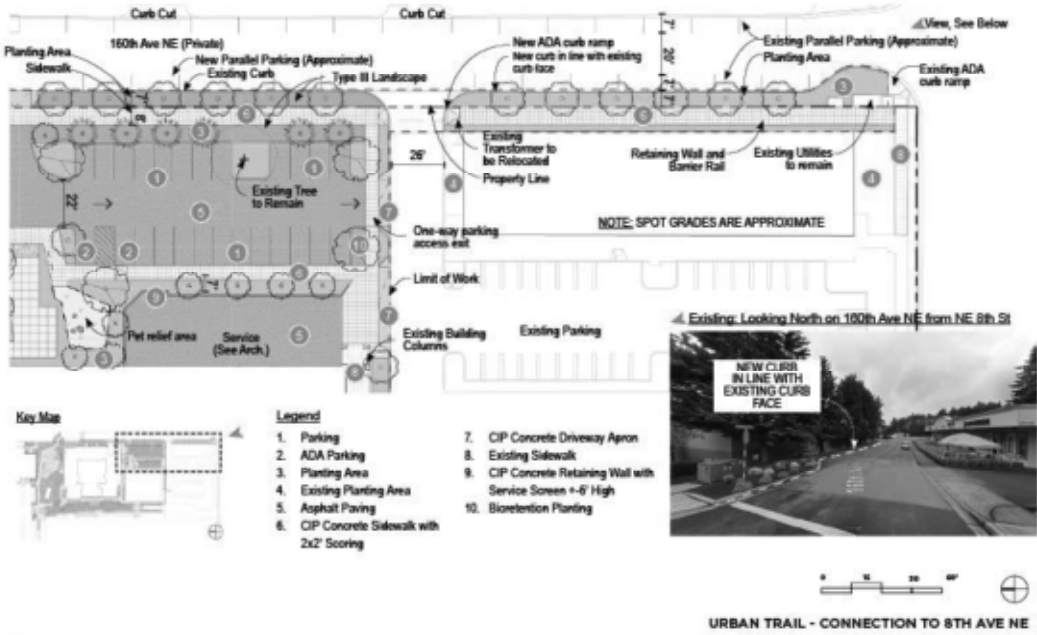 Curb Cut
Curb Cut
View, See Below
160th Ave NE (Private)
Planting Area
Sidewalk
New Parallel Parking (Approximate)
Existing Curb
Type III Landscape
New ADA curb ramp
New curb in line with existing
curb face
7'
20'
7'
Existing Parallel Parking (Approximate)
Planting Area
Existing ADA
curb ramp
26'
Existing
Transformer to
be Relocated
Property Line
Retaining Wall and
Barrier Rail
Existing Utilities
to remain
22'
Existing Tree
to Remain
NOTE: SPOT GRADES ARE APPROXIMATE
One-way parking
access exit
Limit of Work
Pet relief area
Service
(See Arch.)
Existing Building
Columns
Existing Parking
Existing: Looking North on 160th Ave NE from NE 8th St
NEW CURB
IN LINE WITH
EXISTING CURB
FACE
Key Map
Legend
1. Parking
2. ADA Parking
3. Planting Area
4. Existing Planting Area
5. Asphalt Paving
6. CIP Concrete Sidewalk with
2x2' Scoring
7. CIP Concrete Driveway Apron
8. Existing Sidewalk
9. CIP Concrete Retaining Wall with
Service Screen +-6' High
10. Bioretention Planting
URBAN TRAIL - CONNECTION TO 8TH AVE NE